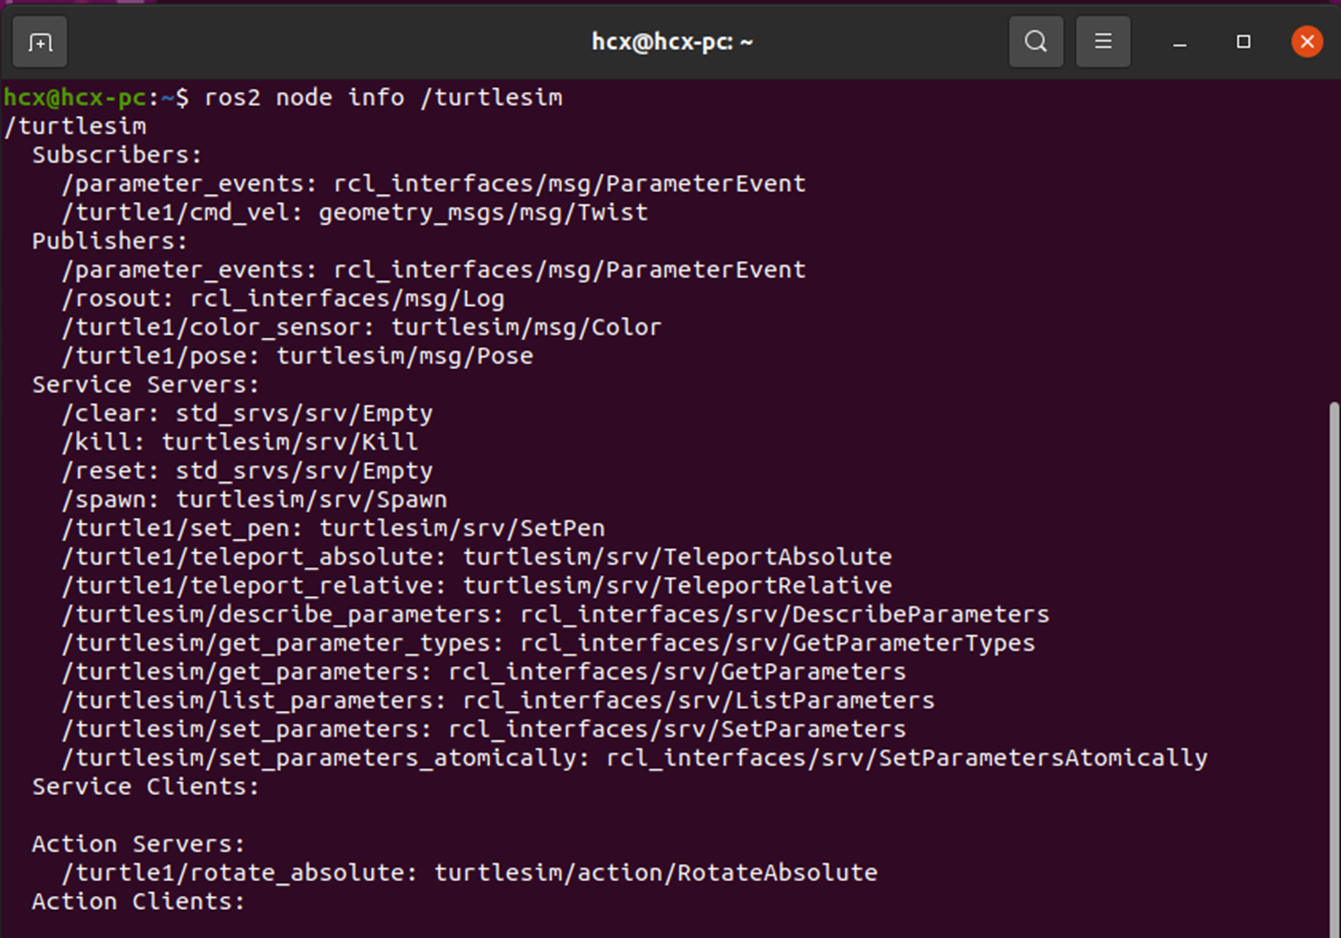 hcx@hcx-pc: ~
hcx@hcx-pc:~$ ros2 node info /turtlesim
/turtlesim
  Subscribers:
    /parameter_events: rcl_interfaces/msg/ParameterEvent
    /turtle1/cmd_vel: geometry_msgs/msg/Twist
  Publishers:
    /parameter_events: rcl_interfaces/msg/ParameterEvent
    /rosout: rcl_interfaces/msg/Log
    /turtle1/color_sensor: turtlesim/msg/Color
    /turtle1/pose: turtlesim/msg/Pose
  Service Servers:
    /clear: std_srvs/srv/Empty
    /kill: turtlesim/srv/Kill
    /reset: std_srvs/srv/Empty
    /spawn: turtlesim/srv/Spawn
    /turtle1/set_pen: turtlesim/srv/SetPen
    /turtle1/teleport_absolute: turtlesim/srv/TeleportAbsolute
    /turtle1/teleport_relative: turtlesim/srv/TeleportRelative
    /turtlesim/describe_parameters: rcl_interfaces/srv/DescribeParameters
    /turtlesim/get_parameter_types: rcl_interfaces/srv/GetParameterTypes
    /turtlesim/get_parameters: rcl_interfaces/srv/GetParameters
    /turtlesim/list_parameters: rcl_interfaces/srv/ListParameters
    /turtlesim/set_parameters: rcl_interfaces/srv/SetParameters
    /turtlesim/set_parameters_atomically: rcl_interfaces/srv/SetParametersAtomically
  Service Clients:

  Action Servers:
    /turtle1/rotate_absolute: turtlesim/action/RotateAbsolute
  Action Clients: